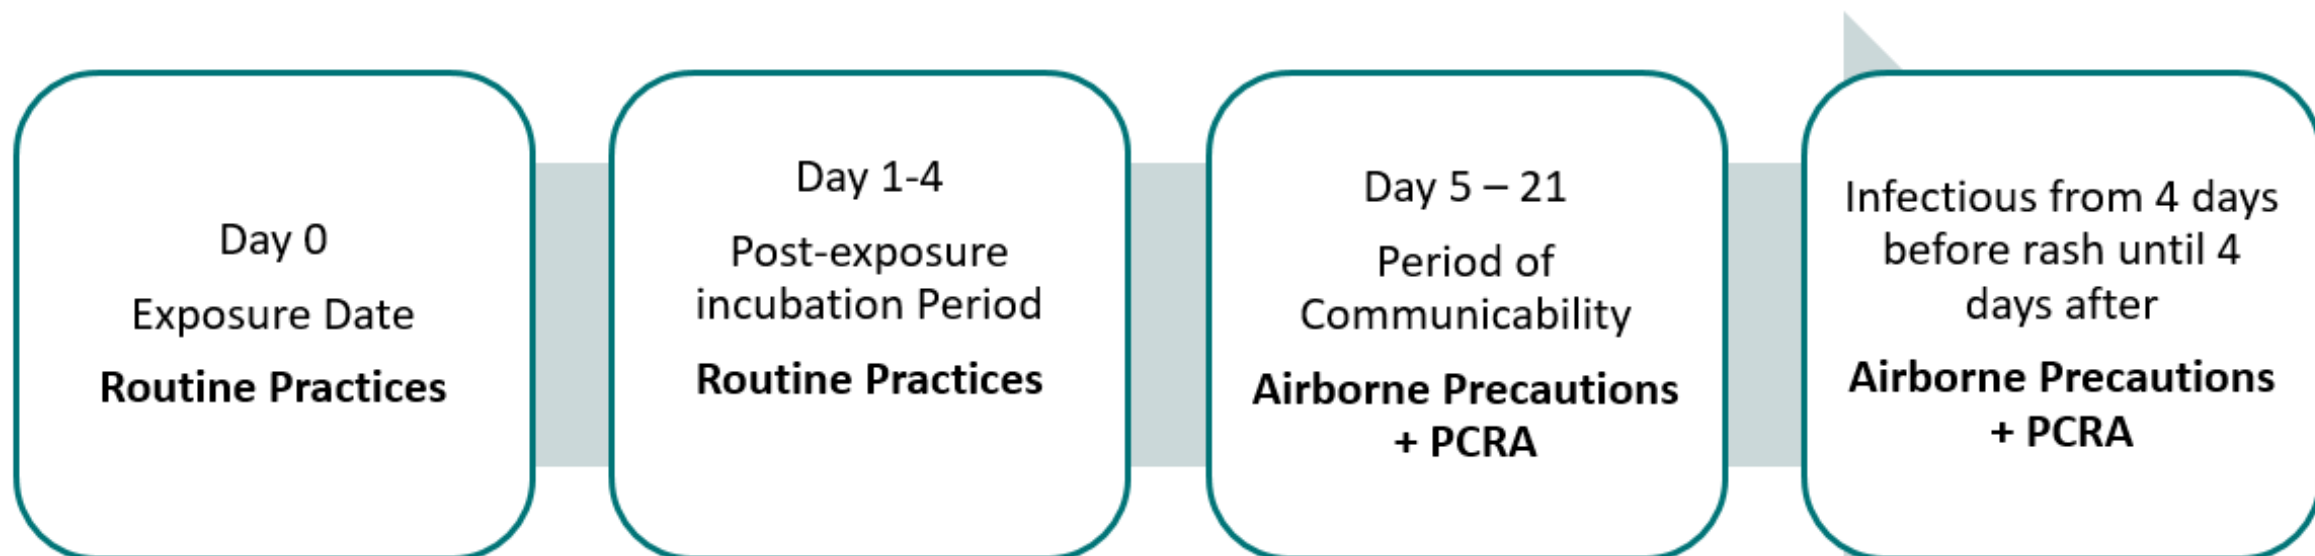 Day 0
Exposure Date
Routine Practices
Day 1-4
Post-exposure
incubation Period
Routine Practices
Day 5 – 21
Period of
Communicability
Airborne Precautions
+ PCRA
Infectious from 4 days
before rash until 4
days after
Airborne Precautions
+ PCRA